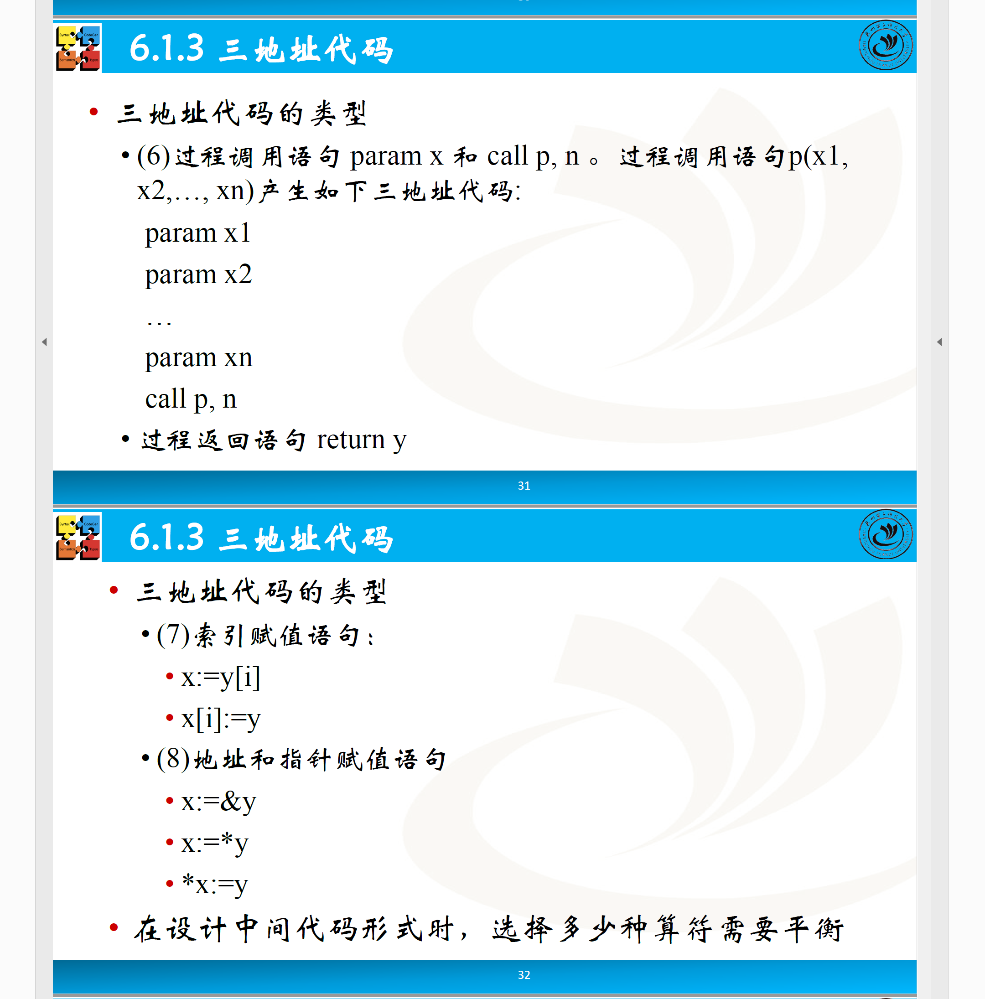 6.1.3 三地址代码
Syntax
CodeGen
Semantics
Types
• 三地址代码的类型
• (6)过程调用语句 param x 和 call p, n 。过程调用语句p(x1,
x2,…, xn)产生如下三地址代码:
param x1
param x2
…
param xn
call p, n
• 过程返回语句 return y
31
6.1.3 三地址代码
Syntax
CodeGen
Semantics
Types
• 三地址代码的类型
• (7)索引赋值语句：
• x:=y[i]
• x[i]:=y
• (8)地址和指针赋值语句
• x:=&y
• x:=*y
• *x:=y
• 在设计中间代码形式时，选择多少种算符需要平衡
32